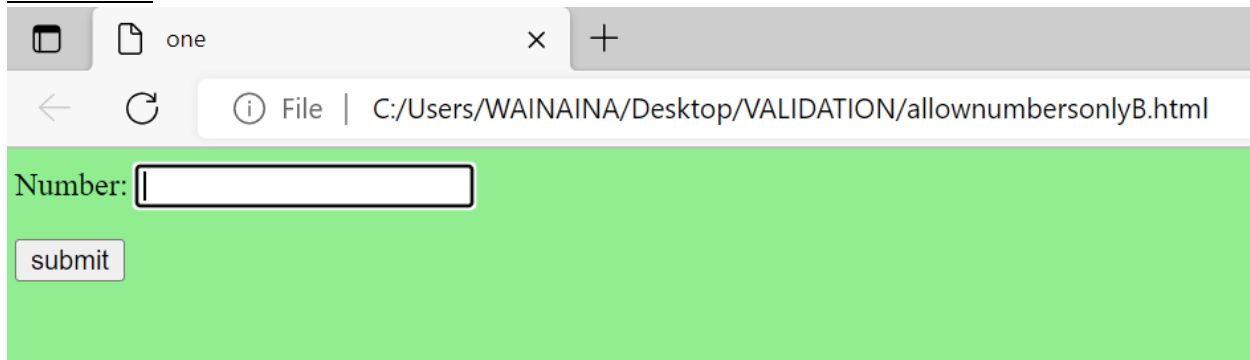 one
File | C:/Users/WAINAINA/Desktop/VALIDATION/allownumbersonlyB.html
Number:
submit